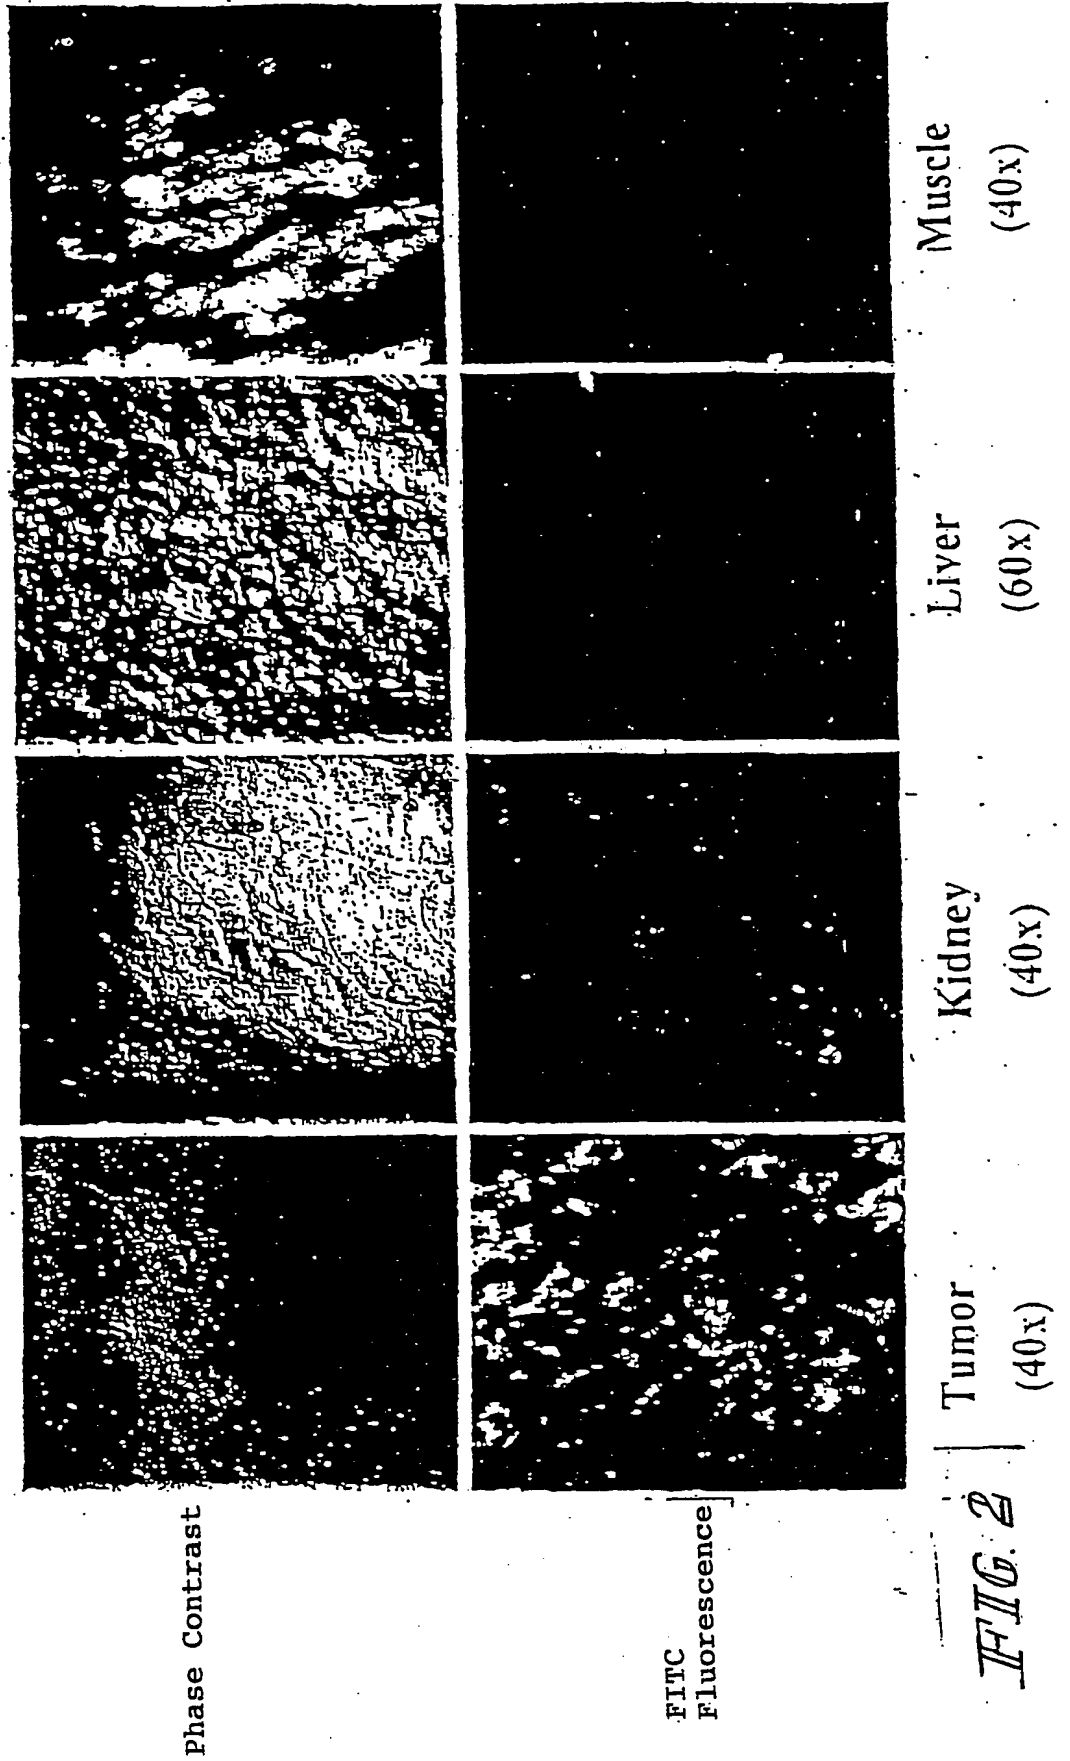 Phase Contrast
FITC
Fluorescence
Tumor
(40x)
Kidney
(40x)
Liver
(60x)
Muscle
(40x)
FIG. 2